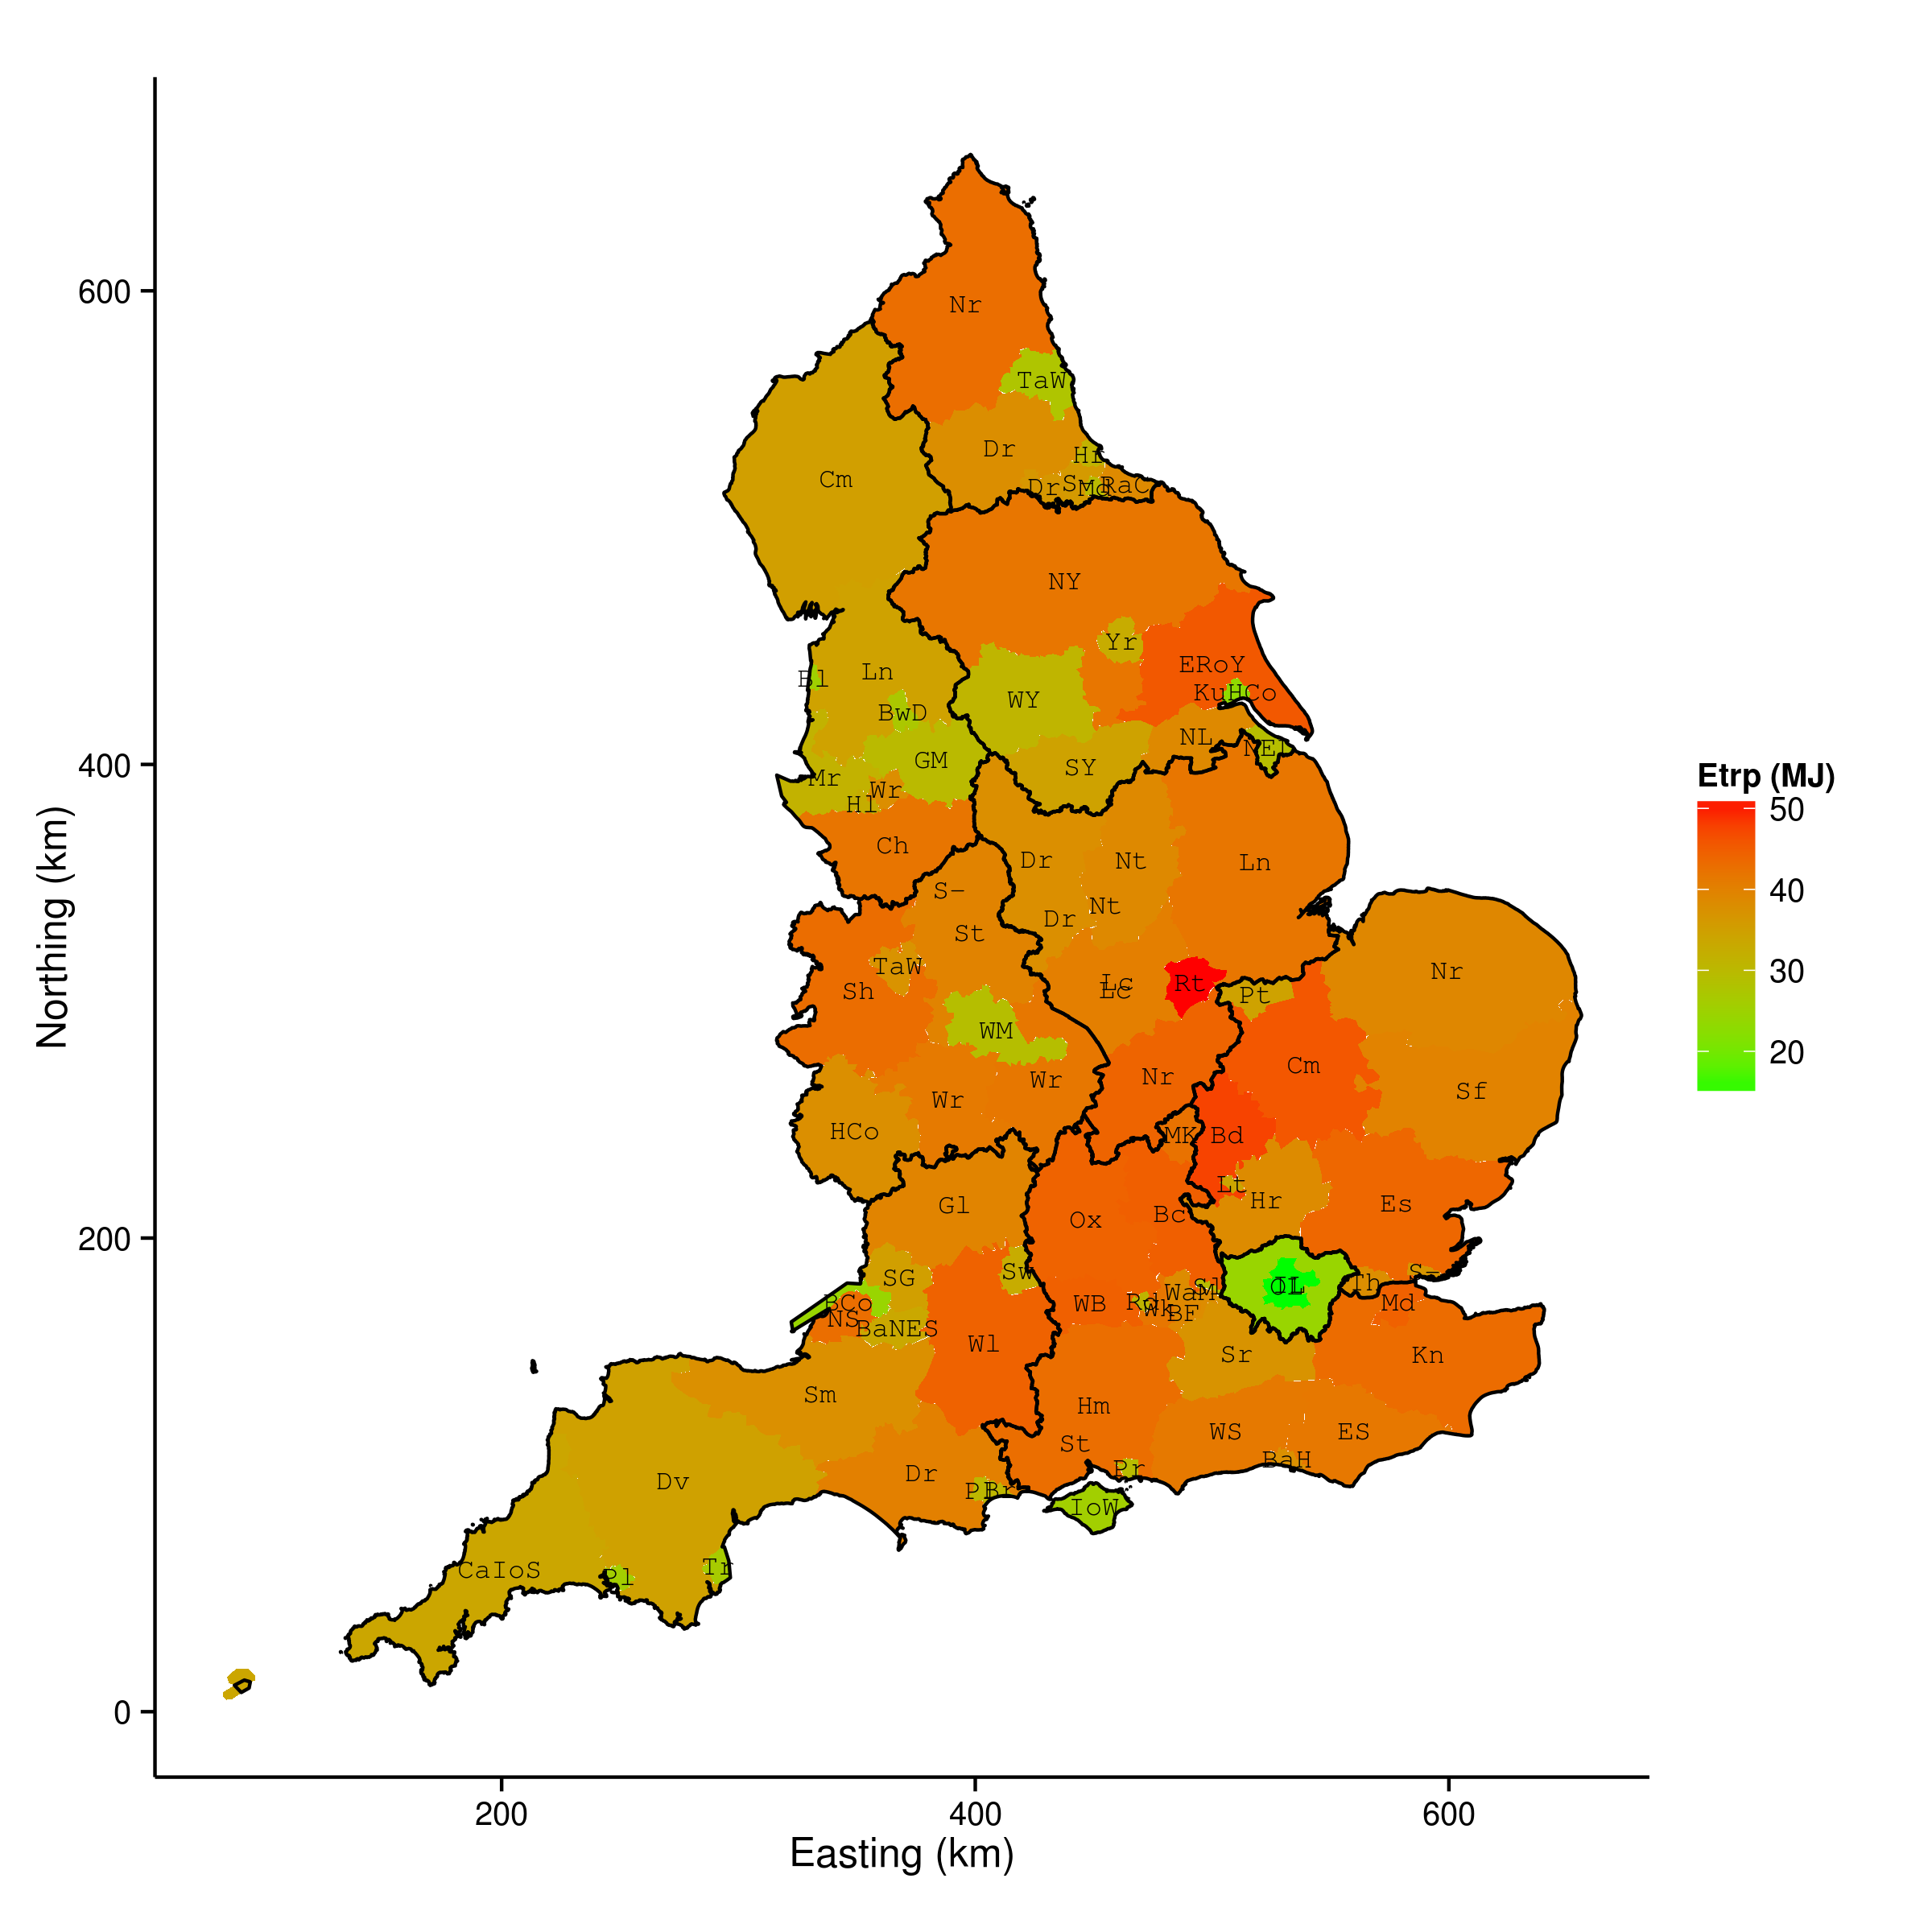 Nr
600
TaW
Dr
Hr
Cm
Dr
S-
Md
RaC
NY
Yr
ERoY
Ln
Bl
KuHCo
WY
BwD
NL
NEL
400
GM
SY
Mr
Wr
Hl
Etrp (MJ)
50
40
30
20
Ch
Dr
Nt
Ln
S-
Nt
Dr
St
Northing (km)
TaW
Nr
Lc
Lc
Rt
Sh
Pt
WM
Cm
Nr
Wr
Sf
Wr
HCo
MK
Bd
Lt
Hr
Gl
Es
Ox
Bc
200
Sw
SG
Th
S-
Sl
OL
WaM
BCo
WB
Rd
Wk
BF
Md
NS
BaNES
Wl
Sr
Kn
Sm
Hm
WS
ES
St
BaH
Pr
Dr
Dv
Pl
Br
IoW
CaIoS
Pl
Tr
0
200
400
600
Easting (km)